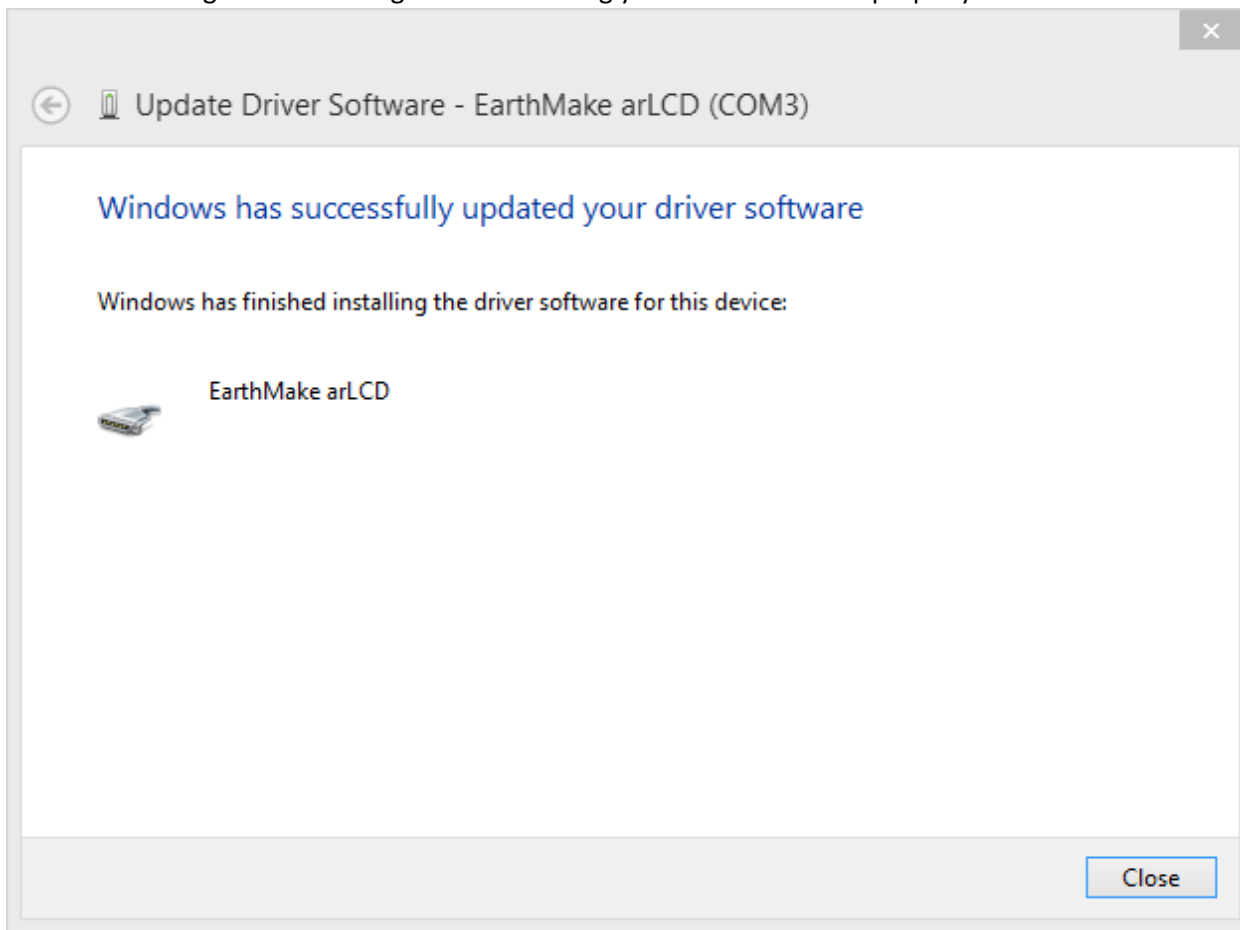 Update Driver Software - EarthMake arLCD (COM3)
Windows has successfully updated your driver software
Windows has finished installing the driver software for this device:
EarthMake arLCD
Close